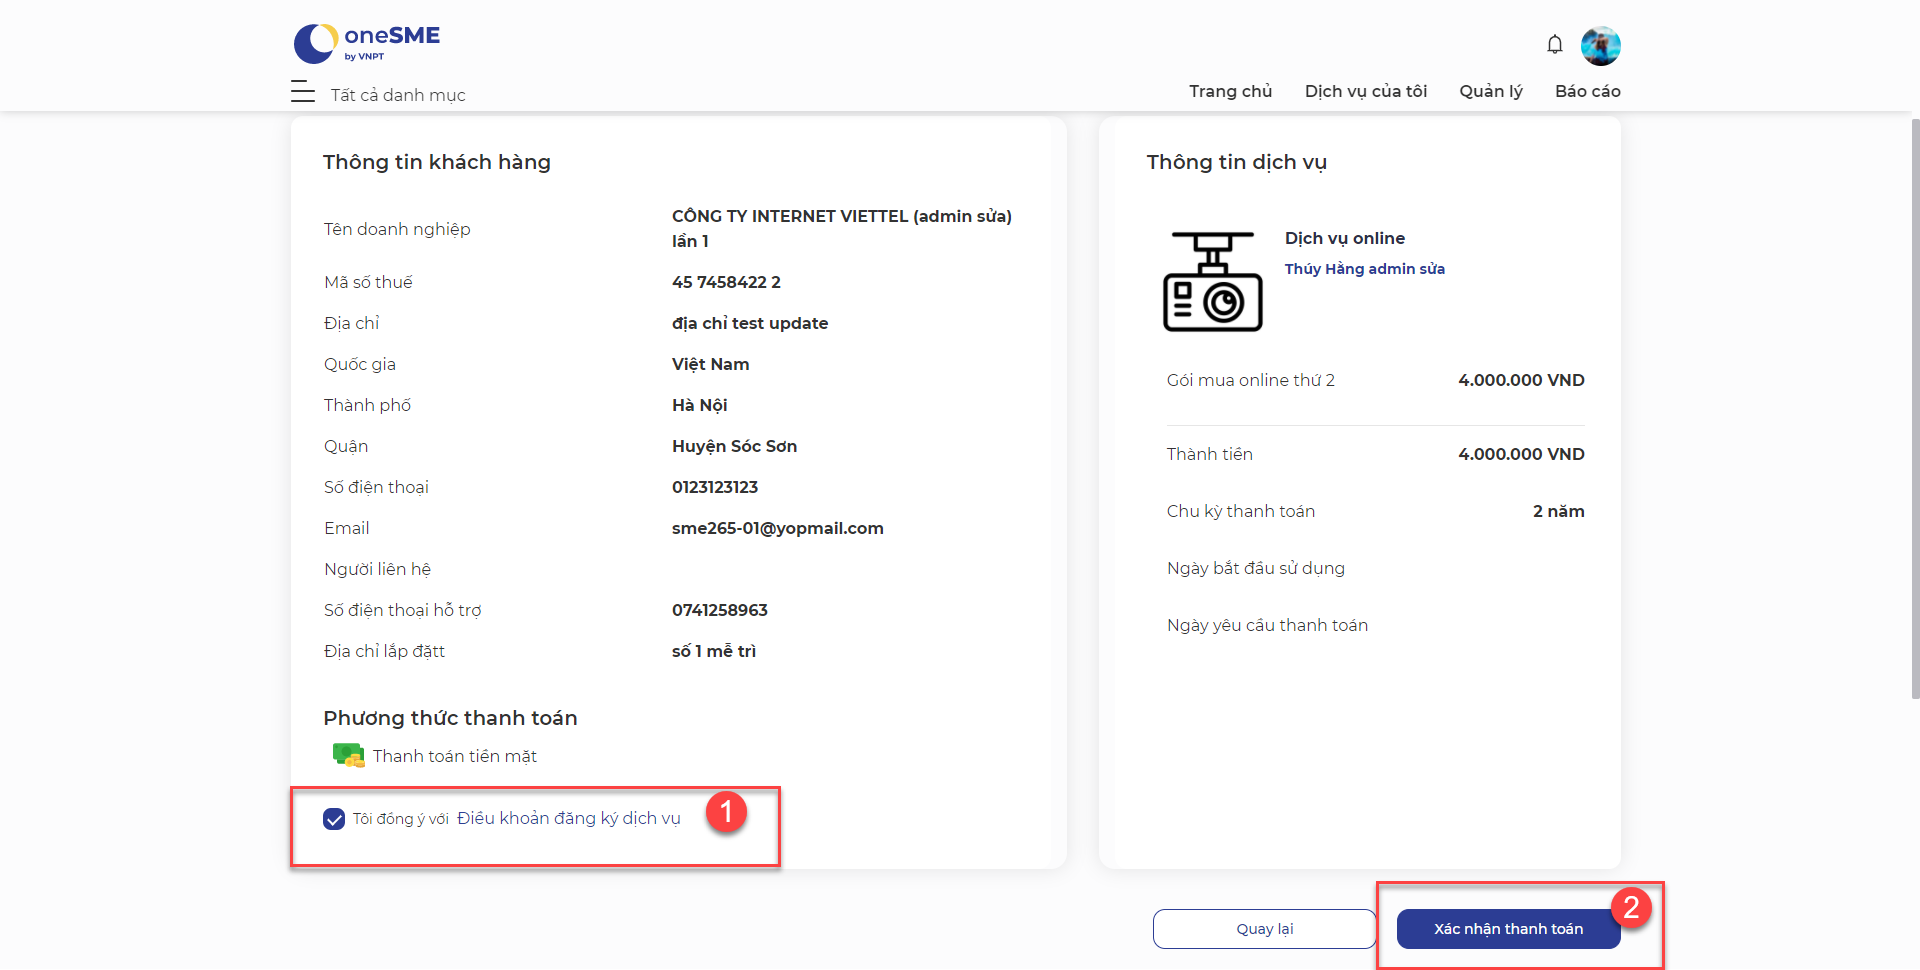 oneSME
by VNPT
Tất cả danh mục
Trang chủ
Dịch vụ của tôi
Quản lý
Báo cáo
Thông tin khách hàng
Tên doanh nghiệp
CÔNG TY INTERNET VIETTEL (admin sửa)
lần 1
Mã số thuế
45 7458422 2
Địa chỉ
địa chỉ test update
Quốc gia
Việt Nam
Thành phố
Hà Nội
Quận
Huyện Sóc Sơn
Số điện thoại
0123123123
Email
sme265-01@yopmail.com
Người liên hệ
Số điện thoại hỗ trợ
0741258963
Địa chỉ lắp đặtt
số 1 mễ trì
Phương thức thanh toán
Thanh toán tiền mặt
Tôi đồng ý với Điều khoản đăng ký dịch vụ
1
Thông tin dịch vụ
Dịch vụ online
Thúy Hằng admin sửa
Gói mua online thứ 2
4.000.000 VND
Thành tiền
4.000.000 VND
Chu kỳ thanh toán
2 năm
Ngày bắt đầu sử dụng
Ngày yêu cầu thanh toán
Quay lại
Xác nhận thanh toán
2